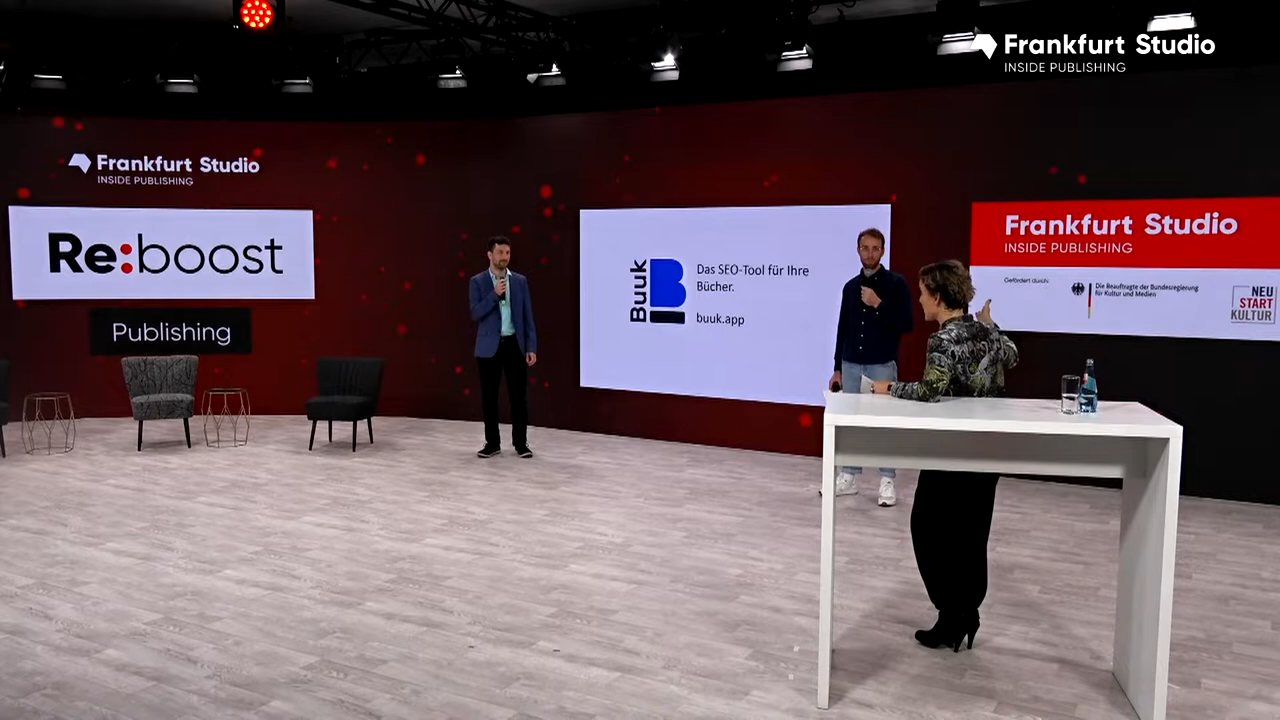 Frankfurt Studio
INSIDE PUBLISHING
Frankfurt Studio
INSIDE PUBLISHING
Re:boost
Publishing
Buuk
B
Das SEO-Tool für Ihre
Bücher.
buuk.app
Frankfurt Studio
INSIDE PUBLISHING
Gefördert durch:
Die Beauftragte der Bundesregierung
für Kultur und Medien
NEU
START
KULTUR